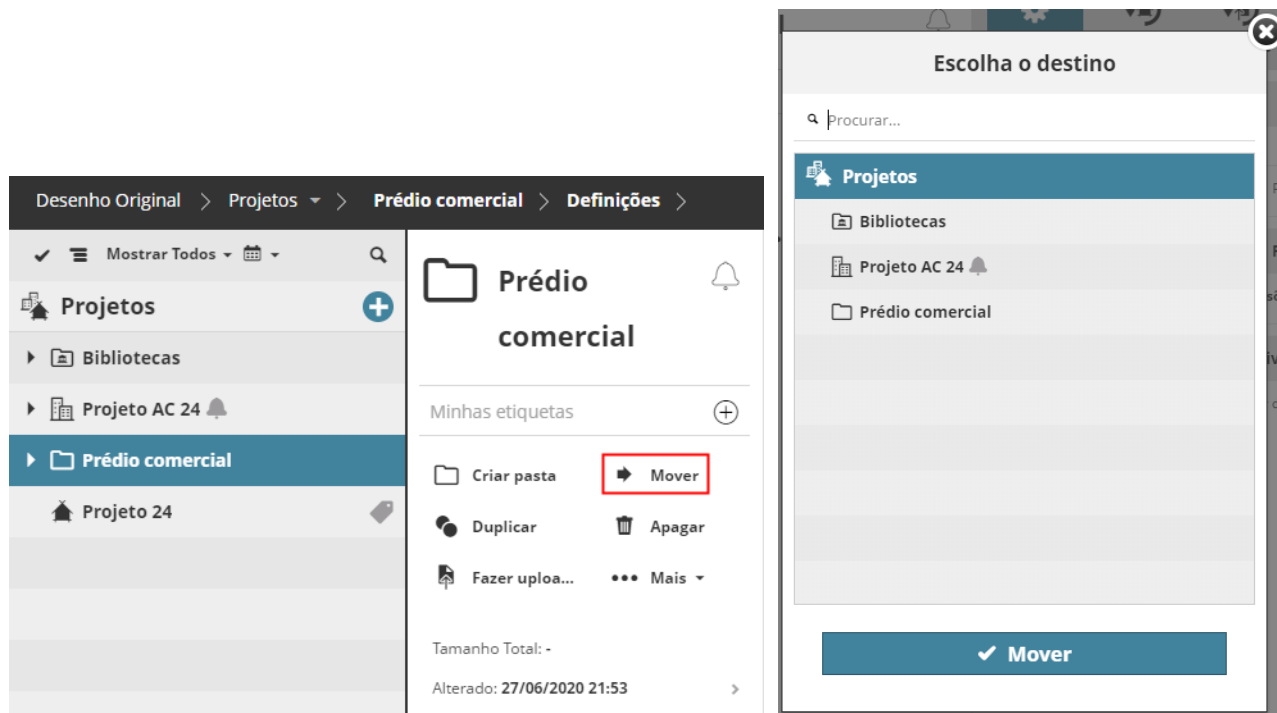 Desenho Original > Projetos > Prédio comercial > Definições >
Mostrar Todos
Projetos
Bibliotecas
Projeto AC 24
Prédio comercial
Projeto 24
Prédio
comercial
Minhas etiquetas
Criar pasta
Mover
Duplicar
Apagar
Fazer uploa...
Mais
Tamanho Total: -
Alterado: 27/06/2020 21:53
Escolha o destino
Procurar...
Projetos
Bibliotecas
Projeto AC 24
Prédio comercial
Mover